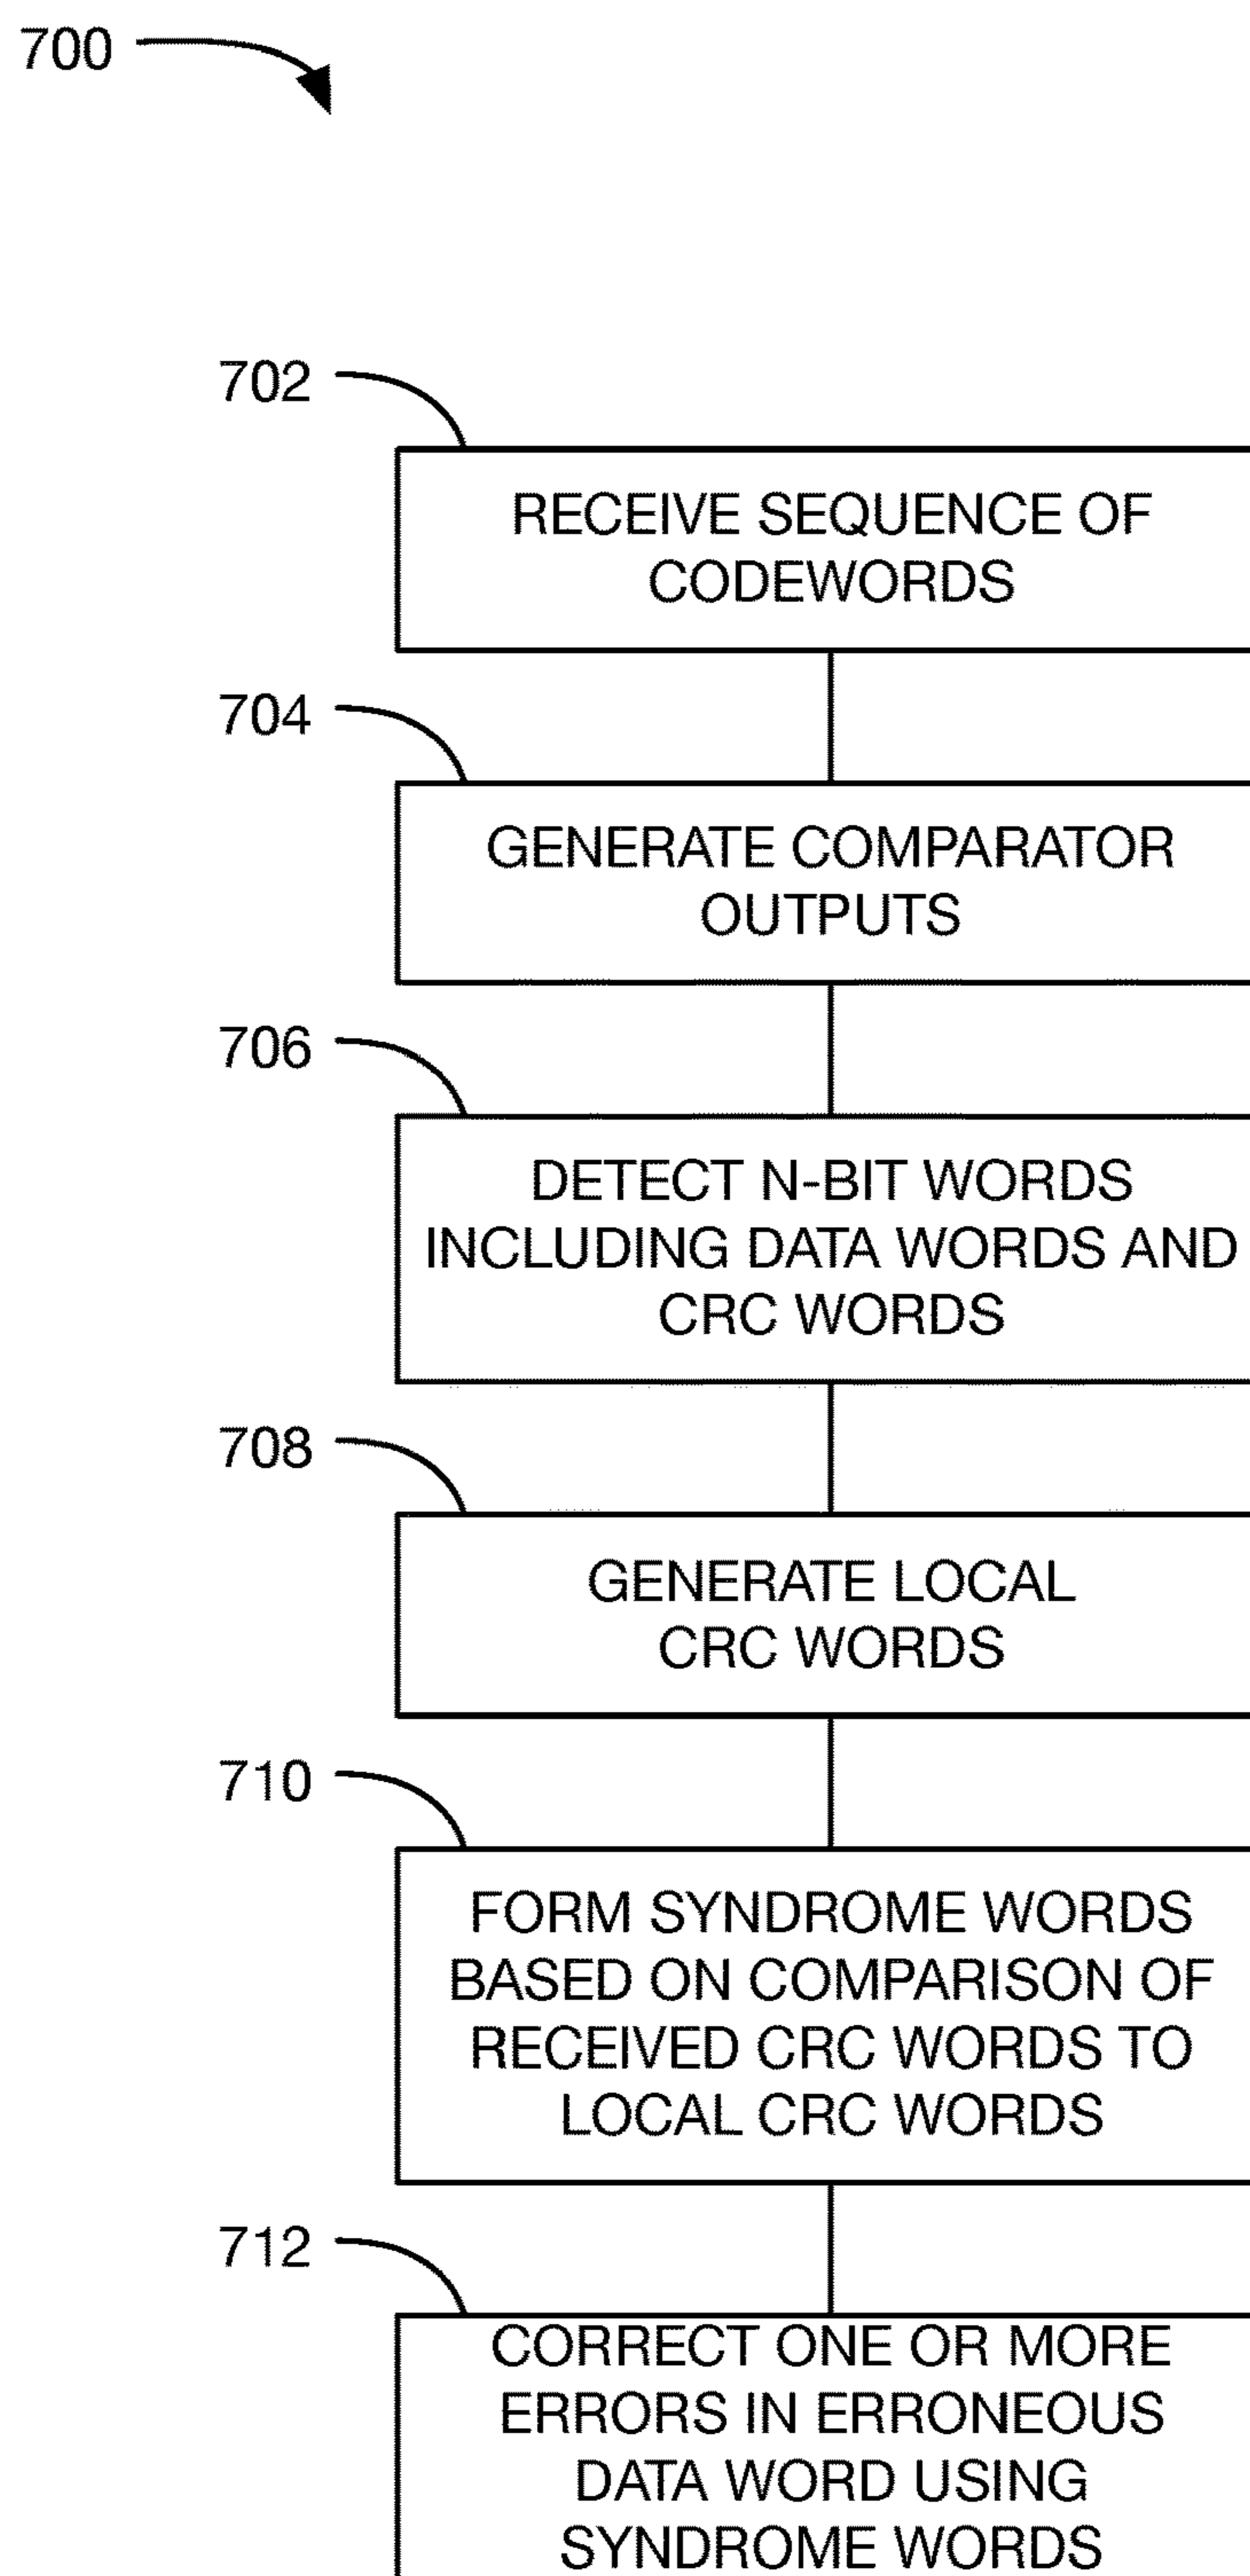 700
702
RECEIVE SEQUENCE OF
CODEWORDS
704
GENERATE COMPARATOR
OUTPUTS
706
DETECT N-BIT WORDS
INCLUDING DATA WORDS AND
CRC WORDS
708
GENERATE LOCAL
CRC WORDS
710
FORM SYNDROME WORDS
BASED ON COMPARISON OF
RECEIVED CRC WORDS TO
LOCAL CRC WORDS
712
CORRECT ONE OR MORE
ERRORS IN ERRONEOUS
DATA WORD USING
SYNDROME WORDS